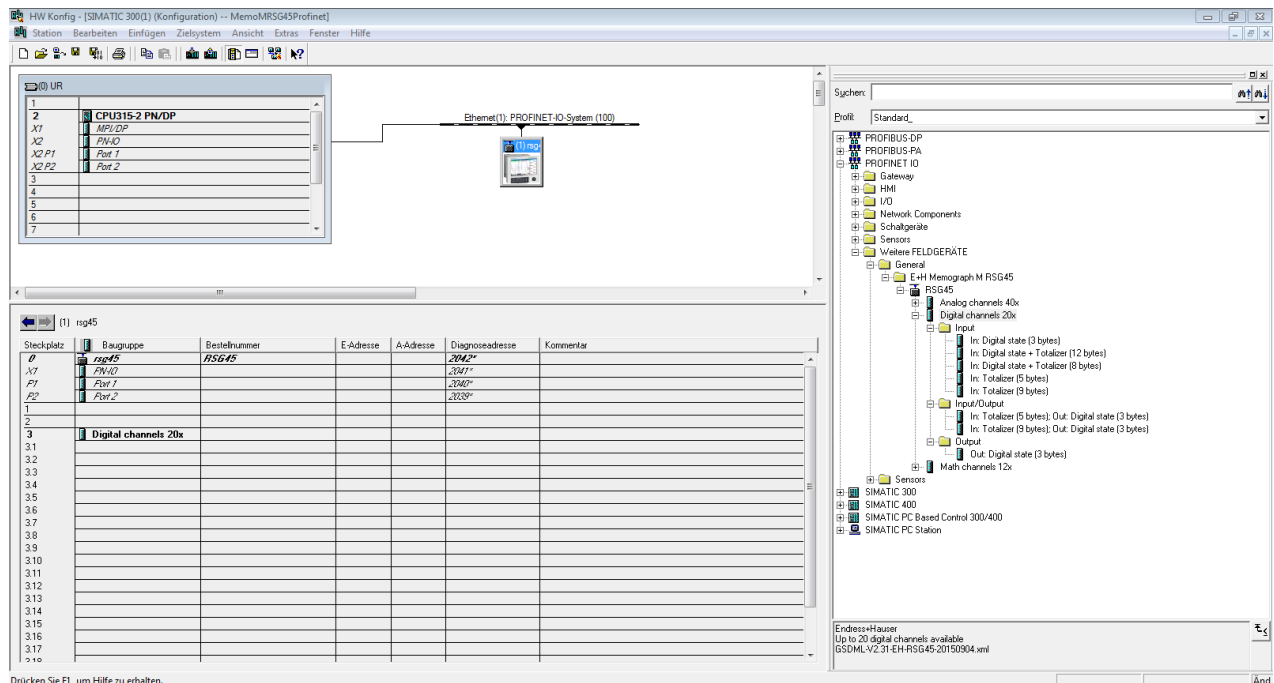 HW Konfig - [SIMATIC 300(1) (Konfiguration) -- MemoMRSG45Profinet]
Station Bearbeiten Einfügen Zielsystem Ansicht Extras Fenster Hilfe
(0) UR
1
2 CPU315-2 PN/DP
X1 MPI/DP
X2 PN-IO
X2 P1 Port 1
X2 P2 Port 2
3
4
5
6
7
Ethernet(1): PROFINET-IO-System (100)
(1) rsg4
(1) rsg45
Steckplatz Baugruppe Bestellnummer E-Adresse A-Adresse Diagnoseadresse Kommentar
0 rsg45 RSG45 2042*
X1 PN-IO 2041*
P1 Port 1 2040*
P2 Port 2 2039*
1
2
3 Digital channels 20x
3.1
3.2
3.3
3.4
3.5
3.6
3.7
3.8
3.9
3.10
3.11
3.12
3.13
3.14
3.15
3.16
3.17
3.18
Suchen:
Profil: Standard_
PROFIBUS-DP
PROFIBUS-PA
PROFINET IO
Gateway
HMI
I/O
Network Components
Schaltgeräte
Sensors
Weitere FELDGERÄTE
General
E+H Memograph M RSG45
RSG45
Analog channels 40x
Digital channels 20x
Input
In: Digital state (3 bytes)
In: Digital state + Totalizer (12 bytes)
In: Digital state + Totalizer (8 bytes)
In: Totalizer (5 bytes)
In: Totalizer (9 bytes)
Input/Output
In: Totalizer (5 bytes); Out: Digital state (3 bytes)
In: Totalizer (9 bytes); Out: Digital state (3 bytes)
Output
Out: Digital state (3 bytes)
Math channels 12x
Sensors
SIMATIC 300
SIMATIC 400
SIMATIC PC Based Control 300/400
SIMATIC PC Station
Endress+Hauser
Up to 20 digital channels available
GSDML-V2.31-EH-RSG45-20150904.xml
Drücken Sie F1, um Hilfe zu erhalten.
Änd